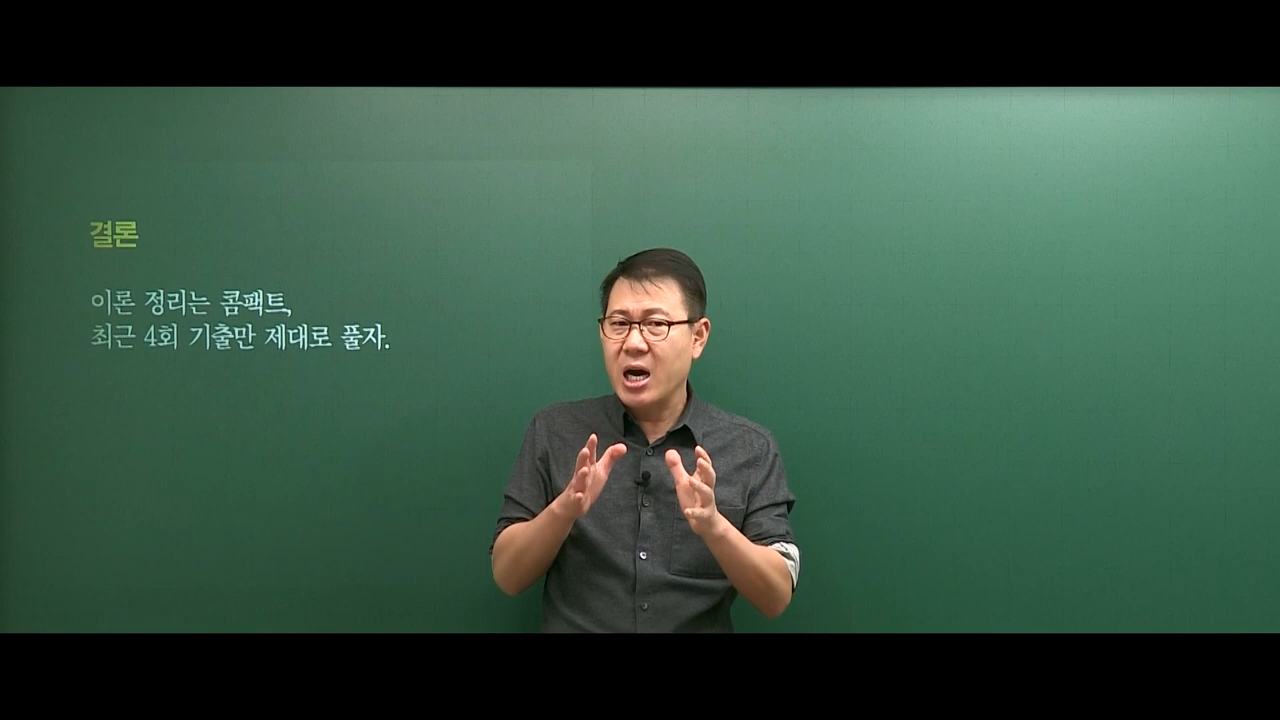 결론
이론 정리는 콤팩트,
최근 4회 기출만 제대로 풀자.